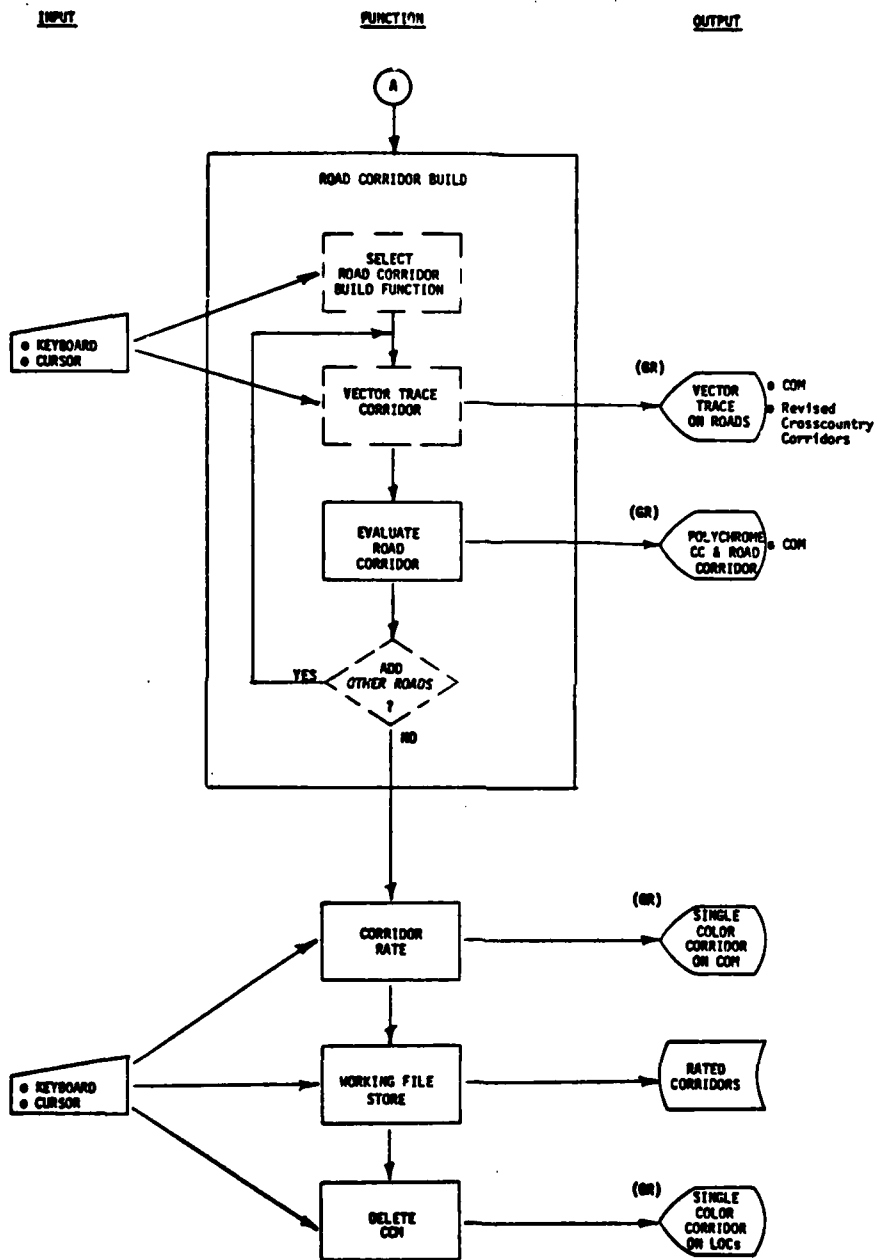 INPUT
FUNCTION
OUTPUT
A
ROAD CORRIDOR BUILD
SELECT
ROAD CORRIDOR
BUILD FUNCTION
• KEYBOARD
• CURSOR
VECTOR TRACE
CORRIDOR
(GR)
VECTOR
TRACE
ON ROADS
• COM
• Revised
Crosscountry
Corridors
EVALUATE
ROAD
CORRIDOR
(GR)
POLYCHROME
CC & ROAD
CORRIDOR
• COM
ADD
OTHER ROADS
?
YES
NO
CORRIDOR
RATE
(GR)
SINGLE
COLOR
CORRIDOR
ON COM
• KEYBOARD
• CURSOR
WORKING FILE
STORE
RATED
CORRIDORS
DELETE
CCM
(GR)
SINGLE
COLOR
CORRIDOR
ON LOCs